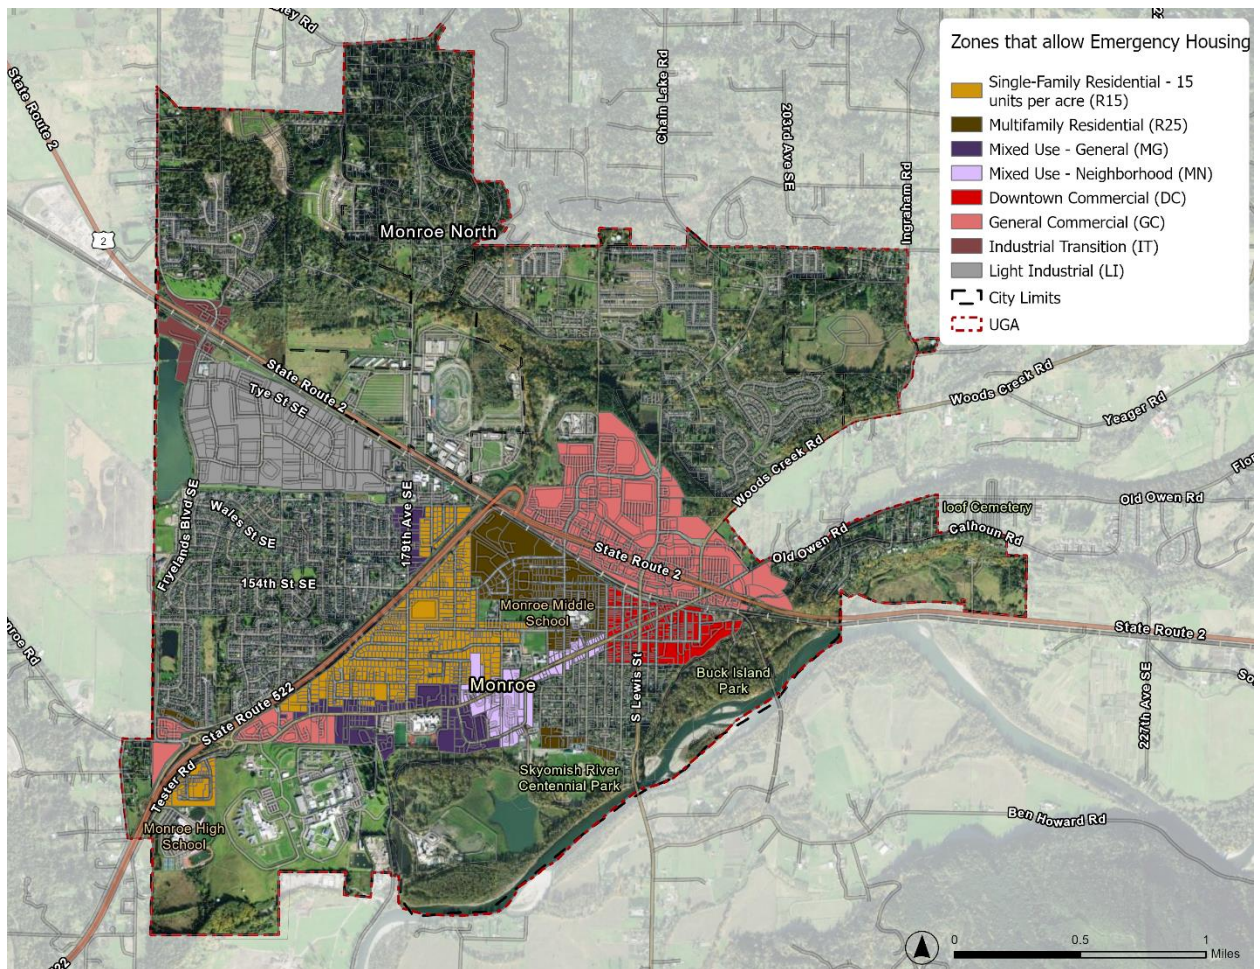 Zones that allow Emergency Housing
Single-Family Residential - 15
units per acre (R15)
Multifamily Residential (R25)
Mixed Use - General (MG)
Mixed Use - Neighborhood (MN)
Downtown Commercial (DC)
General Commercial (GC)
Industrial Transition (IT)
Light Industrial (LI)
City Limits
UGA
State Route 2
Chain Lake Rd
203rd Ave SE
Ingraham Rd
2
Monroe North
State Route 2
Tye St SE
Woods Creek Rd
Yeager Rd
Woods Creek Rd
Fryelands Blvd SE
Wales St SE
179th Ave SE
Old Owen Rd
loof Cemetery
Calhoun Rd
Old Owen Rd
State Route 2
154th St SE
Monroe Middle
School
State Route 2
Monroe
Buck Island
Park
S Lewis St
227th Ave SE
State Route 522
Tester Rd
Skyomish River
Centennial Park
Monroe High
School
Ben Howard Rd
0
0.5
1
Miles